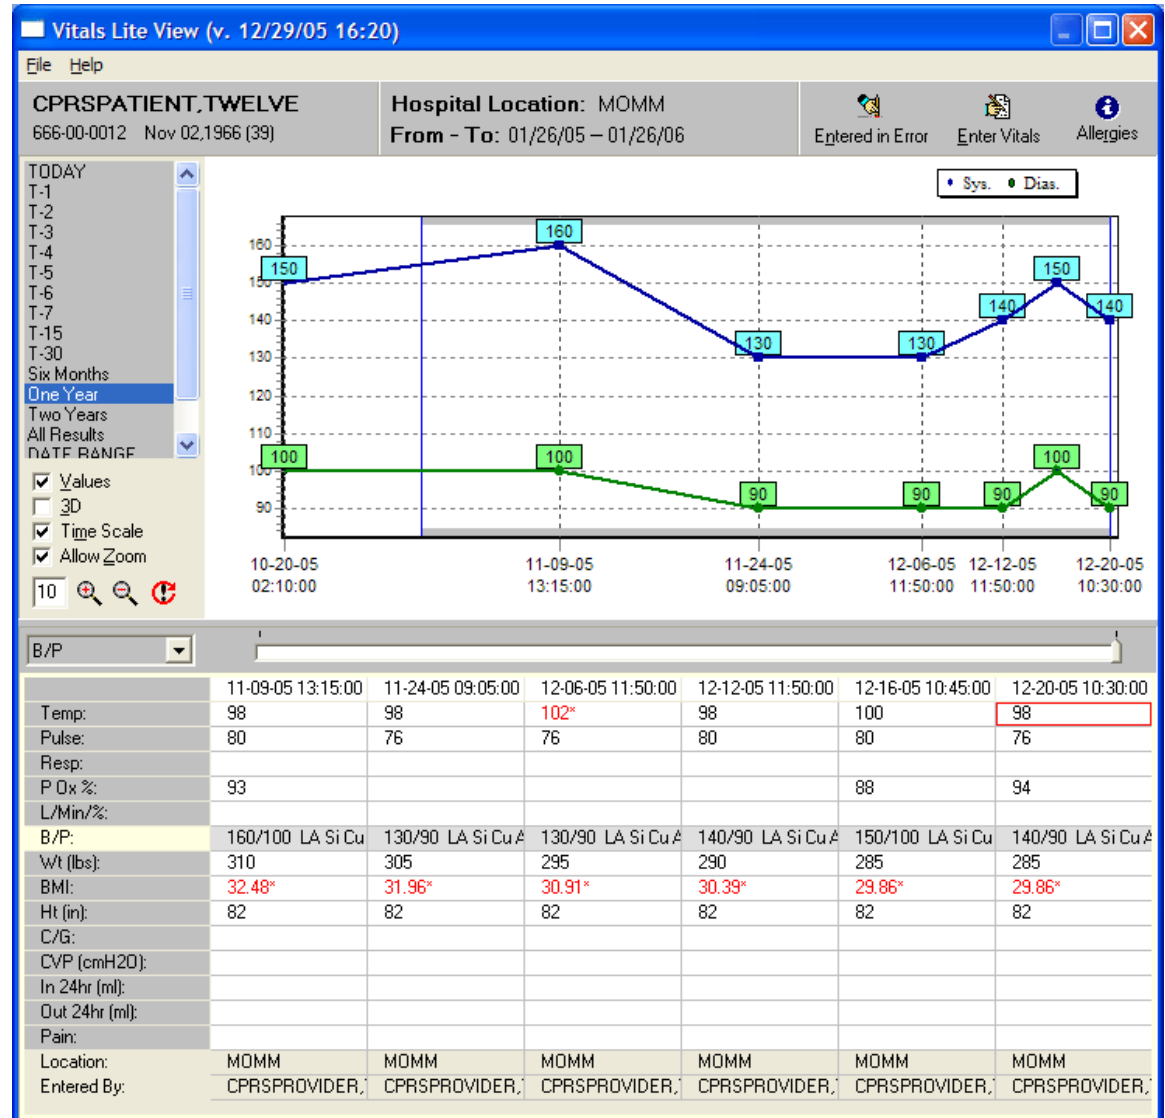 Vitals Lite View (v. 12/29/05 16:20)
File Help
CPRSPATIENT,TWELVE
666-00-0012 Nov 02,1966 (39)
Hospital Location: MOMM
From - To: 01/26/05 – 01/26/06
Entered in Error Enter Vitals Allergies
TODAY
T-1
T-2
T-3
T-4
T-5
T-6
T-7
T-15
T-30
Six Months
One Year
Two Years
All Results
DATE RANGE
Values
3D
Time Scale
Allow Zoom
10
Sys. Dias.
160
150
140
130
120
110
100
90
150 160 130 130 140 150 140
100 100 90 90 90 100 90
10-20-05 11-09-05 11-24-05 12-06-05 12-12-05 12-20-05
02:10:00 13:15:00 09:05:00 11:50:00 11:50:00 10:30:00
B/P
11-09-05 13:15:00 11-24-05 09:05:00 12-06-05 11:50:00 12-12-05 11:50:00 12-16-05 10:45:00 12-20-05 10:30:00
Temp: 98 98 102* 98 100 98
Pulse: 80 76 76 80 80 76
Resp:
P Ox %: 93 88 94
L/Min/%:
B/P: 160/100 LA Si Cu 130/90 LA Si Cu A 130/90 LA Si Cu A 140/90 LA Si Cu A 150/100 LA Si Cu 140/90 LA Si Cu A
Wt (lbs): 310 305 295 290 285 285
BMI: 32.48* 31.96* 30.91* 30.39* 29.86* 29.86*
Ht (in): 82 82 82 82 82 82
C/G:
CVP (cmH2O):
In 24hr (ml):
Out 24hr (ml):
Pain:
Location: MOMM MOMM MOMM MOMM MOMM MOMM
Entered By: CPRSPROVIDER, CPRSPROVIDER, CPRSPROVIDER, CPRSPROVIDER, CPRSPROVIDER, CPRSPROVIDER,